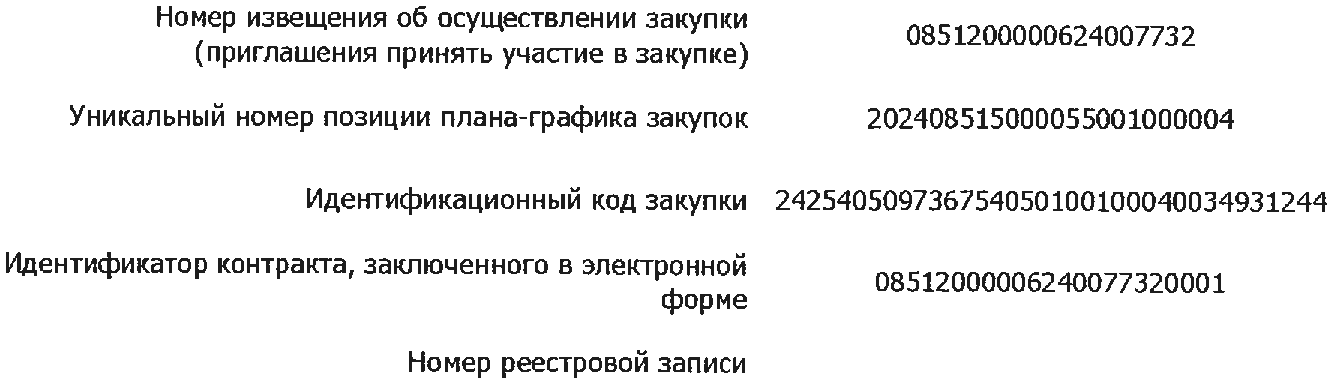 Номер извещения об осуществлении закупки
(приглашения принять участие в закупке)
0851200000624007732
Уникальный номер позиции плана-графика закупок
202408515000055001000004
Идентификационный код закупки
242540509736754050100100040034931244
Идентификатор контракта, заключенного в электронной
форме
08512000006240077320001
Номер реестровой записи